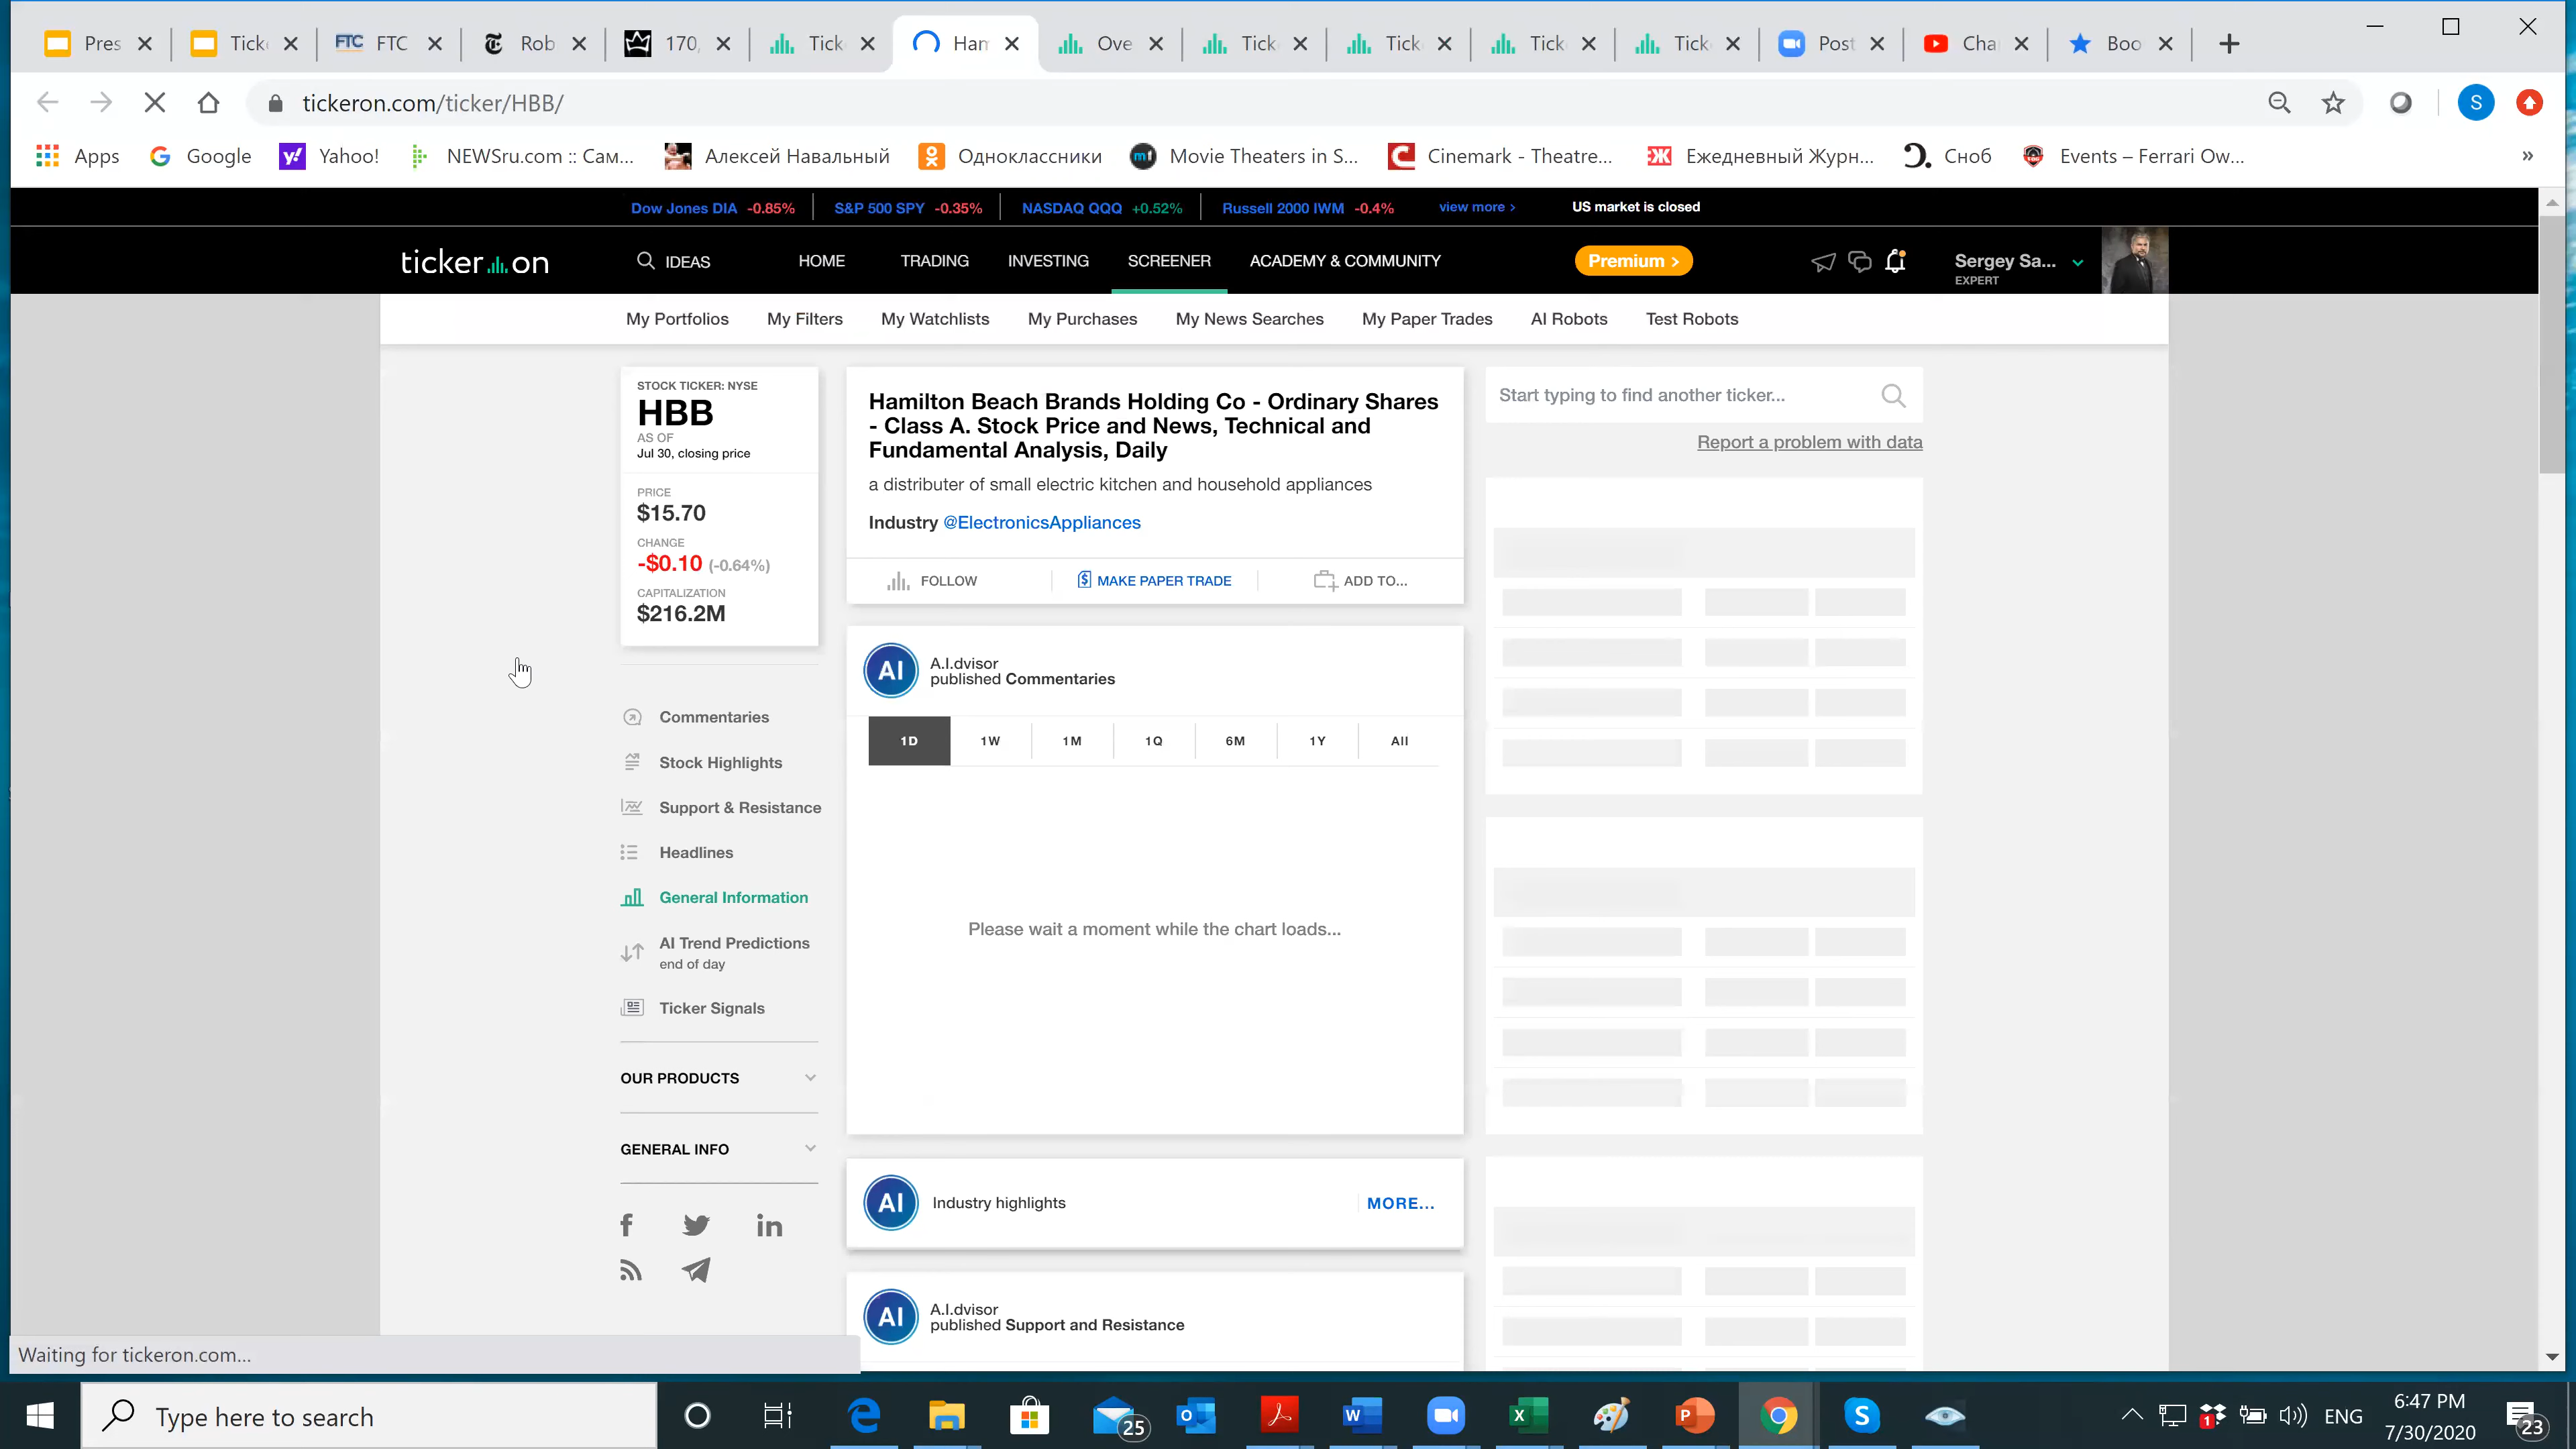 Pres
Tick
FTC
FTC
Rob
170,
Tick
Ham
Ove
Tick
Tick
Tick
Tick
Post
Cha
Boo
tickeron.com/ticker/HBB/
S
Apps
Google
Yahoo!
NEWSru.com :: Сам...
Алексей Навальный
Одноклассники
Movie Theaters in S...
Cinemark - Theatre...
Ежедневный Журн...
Сноб
Events – Ferrari Ow...
»
Dow Jones DIA -0.85%
S&P 500 SPY -0.35%
NASDAQ QQQ +0.52%
Russell 2000 IWM -0.4%
view more >
US market is closed
tickeron
IDEAS
HOME
TRADING
INVESTING
SCREENER
ACADEMY & COMMUNITY
Premium >
Sergey Sa...
EXPERT
My Portfolios
My Filters
My Watchlists
My Purchases
My News Searches
My Paper Trades
AI Robots
Test Robots
STOCK TICKER: NYSE
HBB
AS OF
Jul 30, closing price
PRICE
$15.70
CHANGE
-$0.10 (-0.64%)
CAPITALIZATION
$216.2M
Commentaries
Stock Highlights
Support & Resistance
Headlines
General Information
AI Trend Predictions
end of day
Ticker Signals
OUR PRODUCTS
GENERAL INFO
Hamilton Beach Brands Holding Co - Ordinary Shares
- Class A. Stock Price and News, Technical and
Fundamental Analysis, Daily
a distributer of small electric kitchen and household appliances
Industry @ElectronicsAppliances
FOLLOW
MAKE PAPER TRADE
ADD TO...
AI
A.I.dvisor
published Commentaries
1D
1W
1M
1Q
6M
1Y
All
Please wait a moment while the chart loads...
AI
Industry highlights
MORE...
AI
A.I.dvisor
published Support and Resistance
Start typing to find another ticker...
Report a problem with data
Waiting for tickeron.com...
Type here to search
25
ENG
6:47 PM
7/30/2020
23